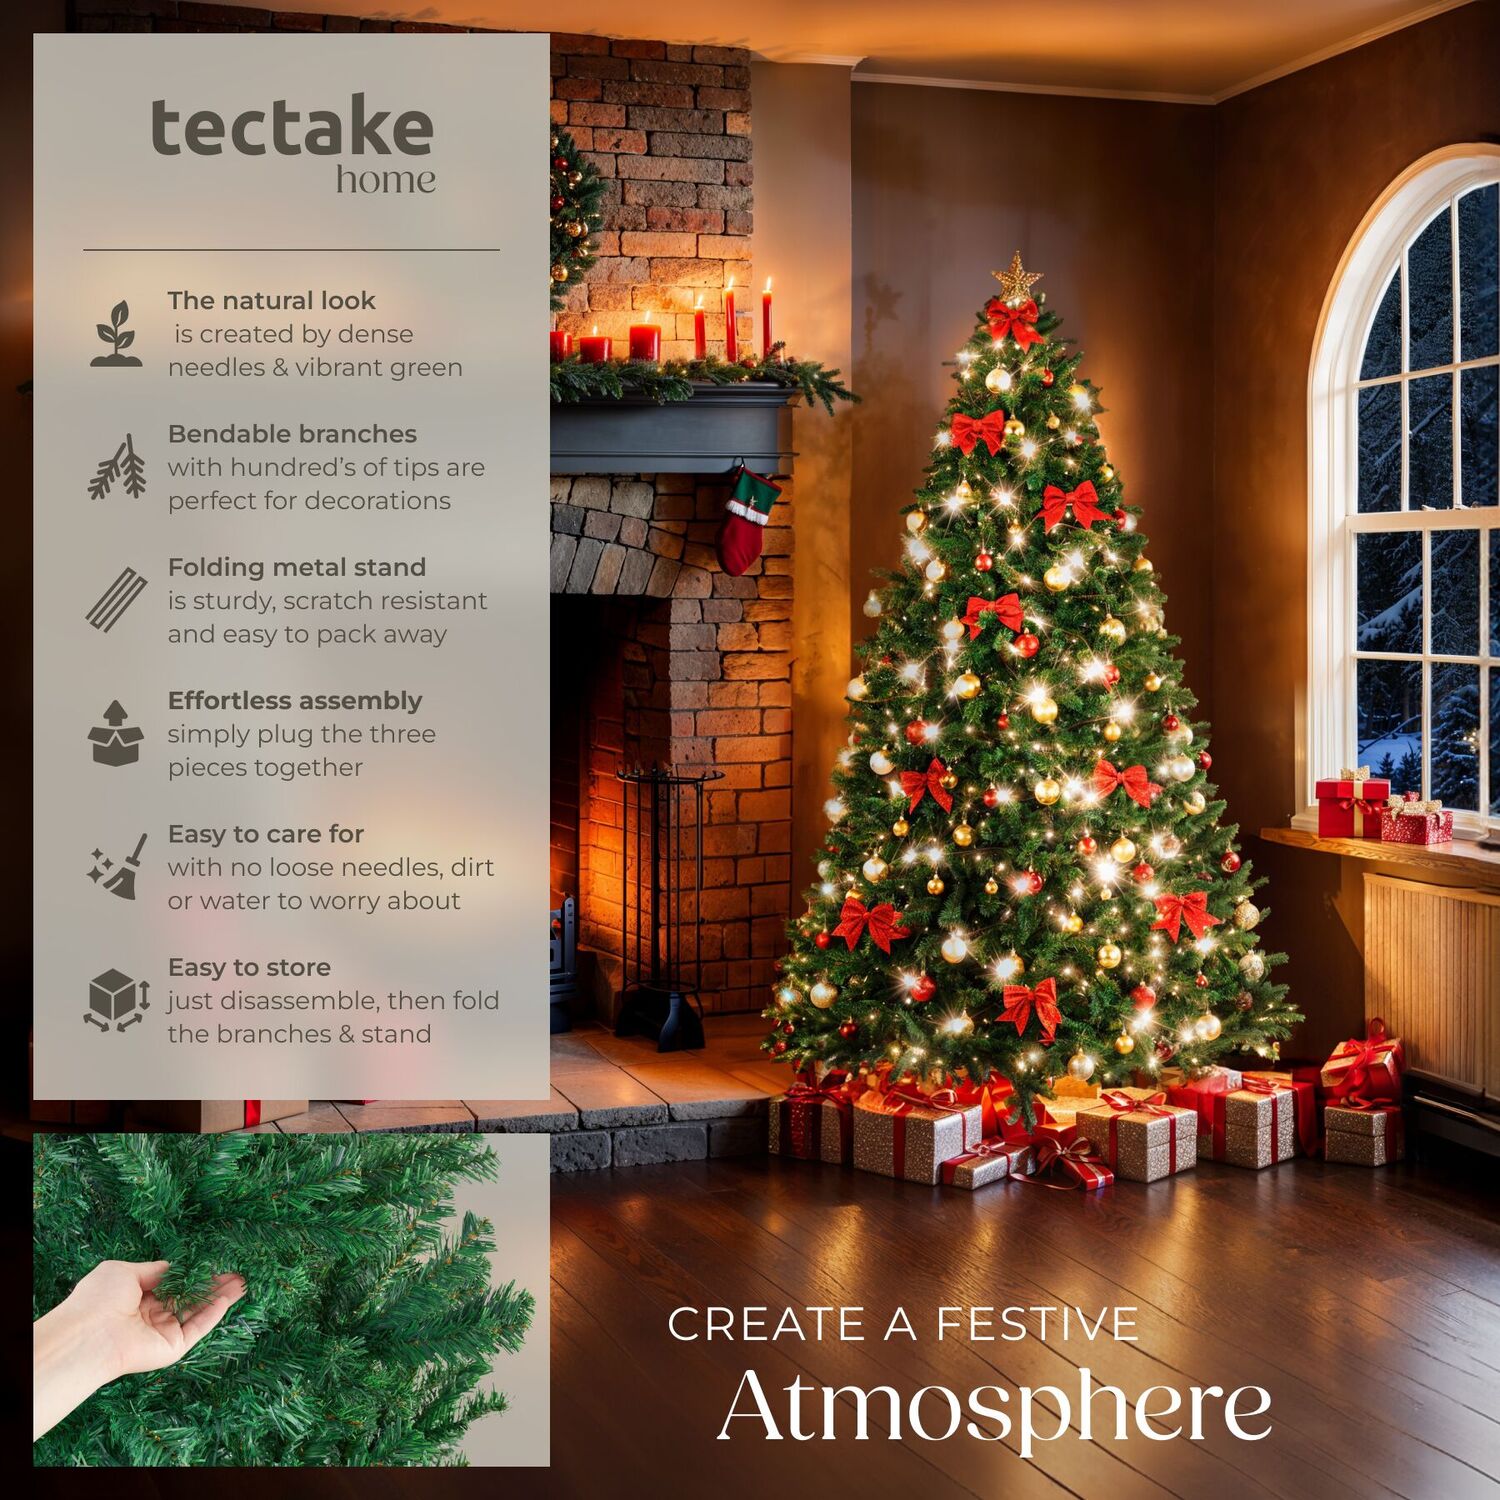 tectake
home
The natural look
is created by dense
needles & vibrant green
Bendable branches
with hundred's of tips are
perfect for decorations
Folding metal stand
is sturdy, scratch resistant
and easy to pack away
Effortless assembly
simply plug the three
pieces together
Easy to care for
with no loose needles, dirt
or water to worry about
Easy to store
just disassemble, then fold
the branches & stand
CREATE A FESTIVE
Atmosphere